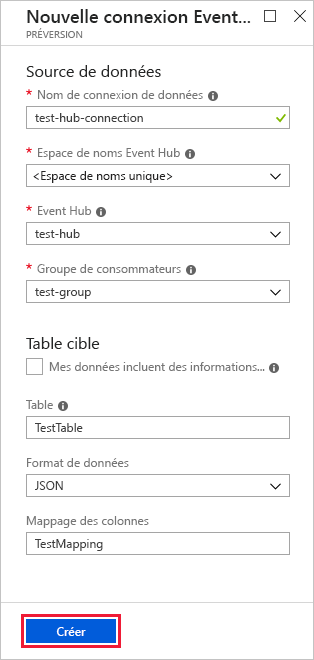 Nouvelle connexion Event...
PRÉVERSION
Source de données
* Nom de connexion de données
test-hub-connection
* Espace de noms Event Hub
<Espace de noms unique>
* Event Hub
test-hub
* Groupe de consommateurs
test-group
Table cible
Mes données incluent des informations...
Table
TestTable
Format de données
JSON
Mappage des colonnes
TestMapping
Créer